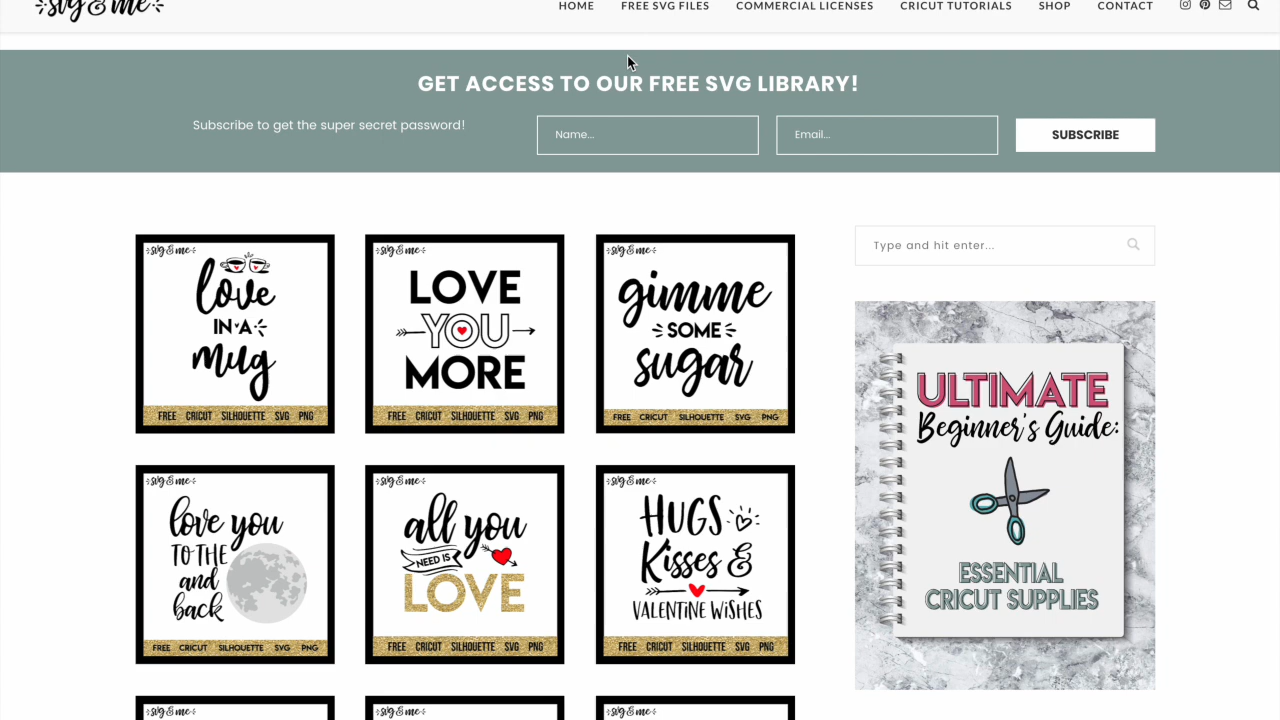 svg & me
HOME FREE SVG FILES COMMERCIAL LICENSES CRICUT TUTORIALS SHOP CONTACT
GET ACCESS TO OUR FREE SVG LIBRARY!
Subscribe to get the super secret password!
Name...
Email...
SUBSCRIBE
svg & me
love
IN A
mug
FREE CRICUT SILHOUETTE SVG PNG
svg & me
LOVE
YOU
MORE
FREE CRICUT SILHOUETTE SVG PNG
svg & me
gimme
SOME
sugar
FREE CRICUT SILHOUETTE SVG PNG
Type and hit enter...
ULTIMATE
Beginner's Guide:
ESSENTIAL
CRICUT SUPPLIES
svg & me
love you
TO THE
and
back
FREE CRICUT SILHOUETTE SVG PNG
svg & me
all you
NEED IS
LOVE
FREE CRICUT SILHOUETTE SVG PNG
svg & me
HUGS
Kisses &
VALENTINE WISHES
FREE CRICUT SILHOUETTE SVG PNG
svg & me
svg & me
svg & me